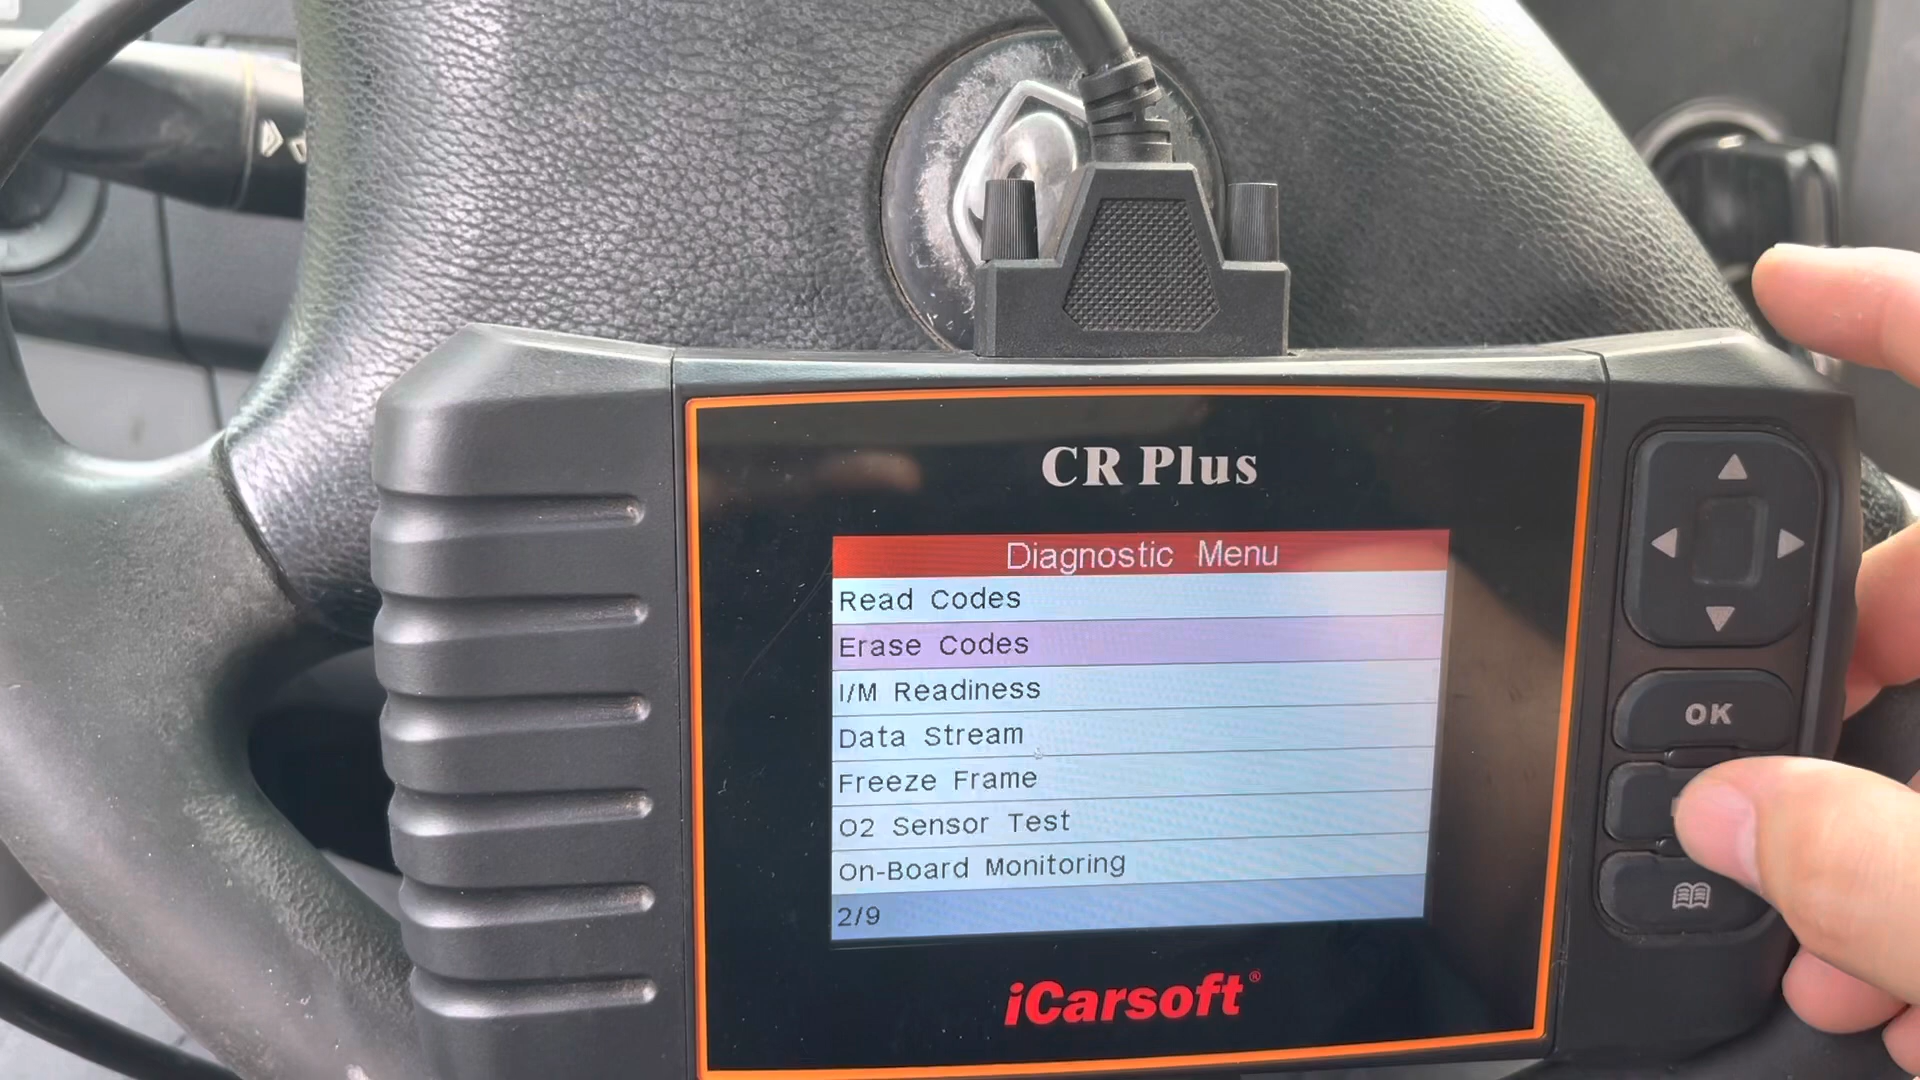 CR Plus
Diagnostic Menu
Read Codes
Erase Codes
I/M Readiness
Data Stream
Freeze Frame
O2 Sensor Test
On-Board Monitoring
2/9
iCarsoft®
OK